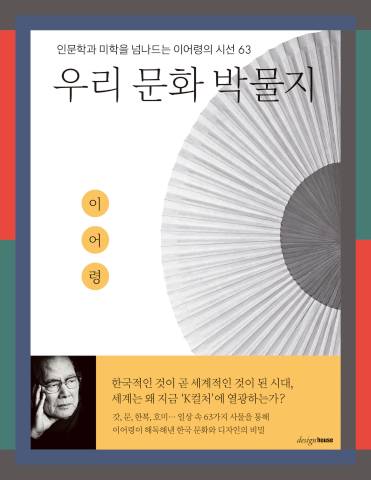 인문학과 미학을 넘나드는 이어령의 시선 63
우리 문화 박물지
이
어
령
한국적인 것이 곧 세계적인 것이 된 시대,
세계는 왜 지금 'K컬처'에 열광하는가?
갓, 문, 한복, 호미… 일상 속 63가지 사물을 통해
이어령이 해독해낸 한국 문화와 디자인의 비밀
designhouse